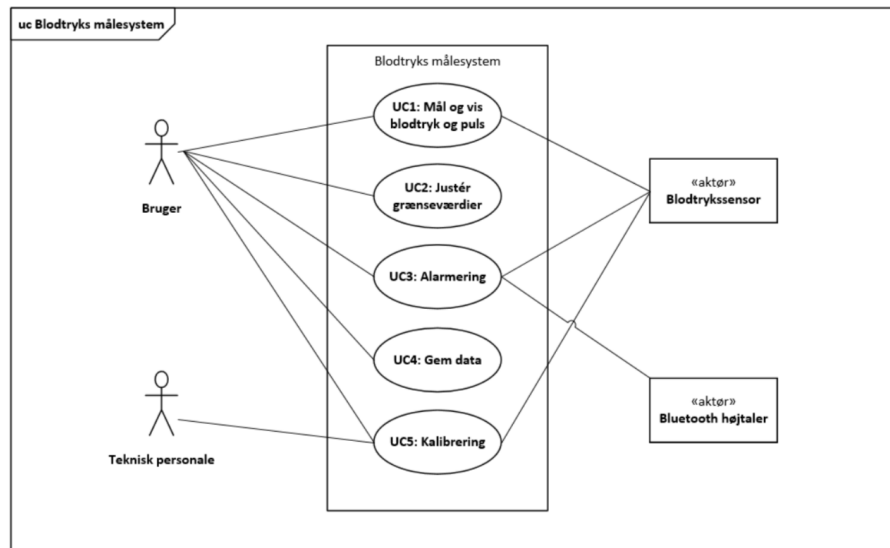 uc Blodtryks målesystem
Blodtryks målesystem
UC1: Mål og vis
blodtryk og puls
UC2: Justér
grænseværdier
UC3: Alarmering
UC4: Gem data
UC5: Kalibrering
Bruger
Teknisk personale
«aktør»
Blodtrykssensor
«aktør»
Bluetooth højtaler